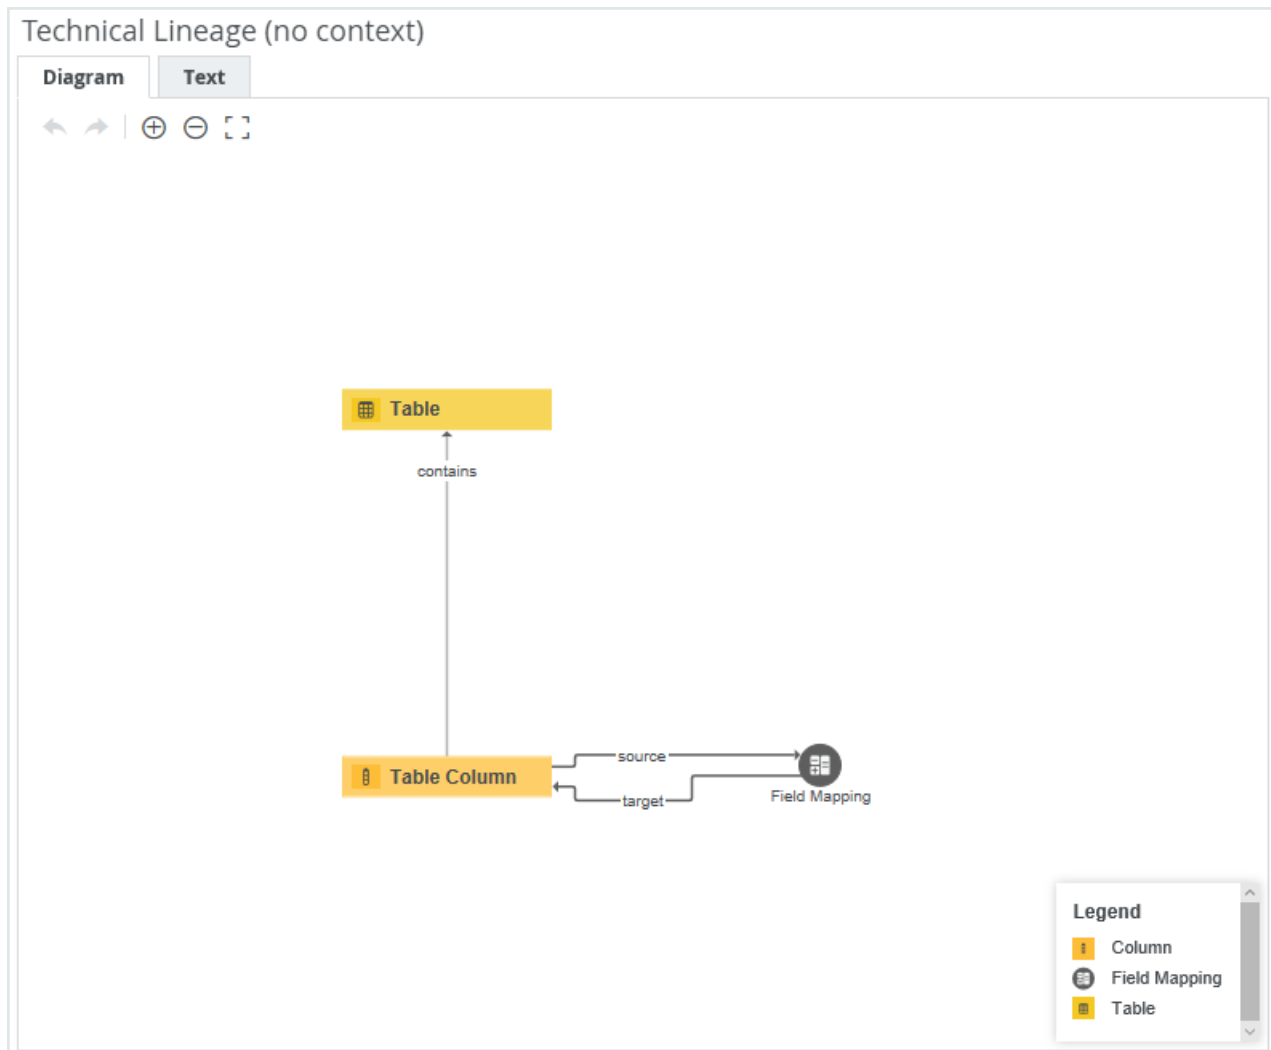 Technical Lineage (no context)
Diagram Text
Table
contains
Table Column
source
target
Field Mapping
Legend
Column
Field Mapping
Table